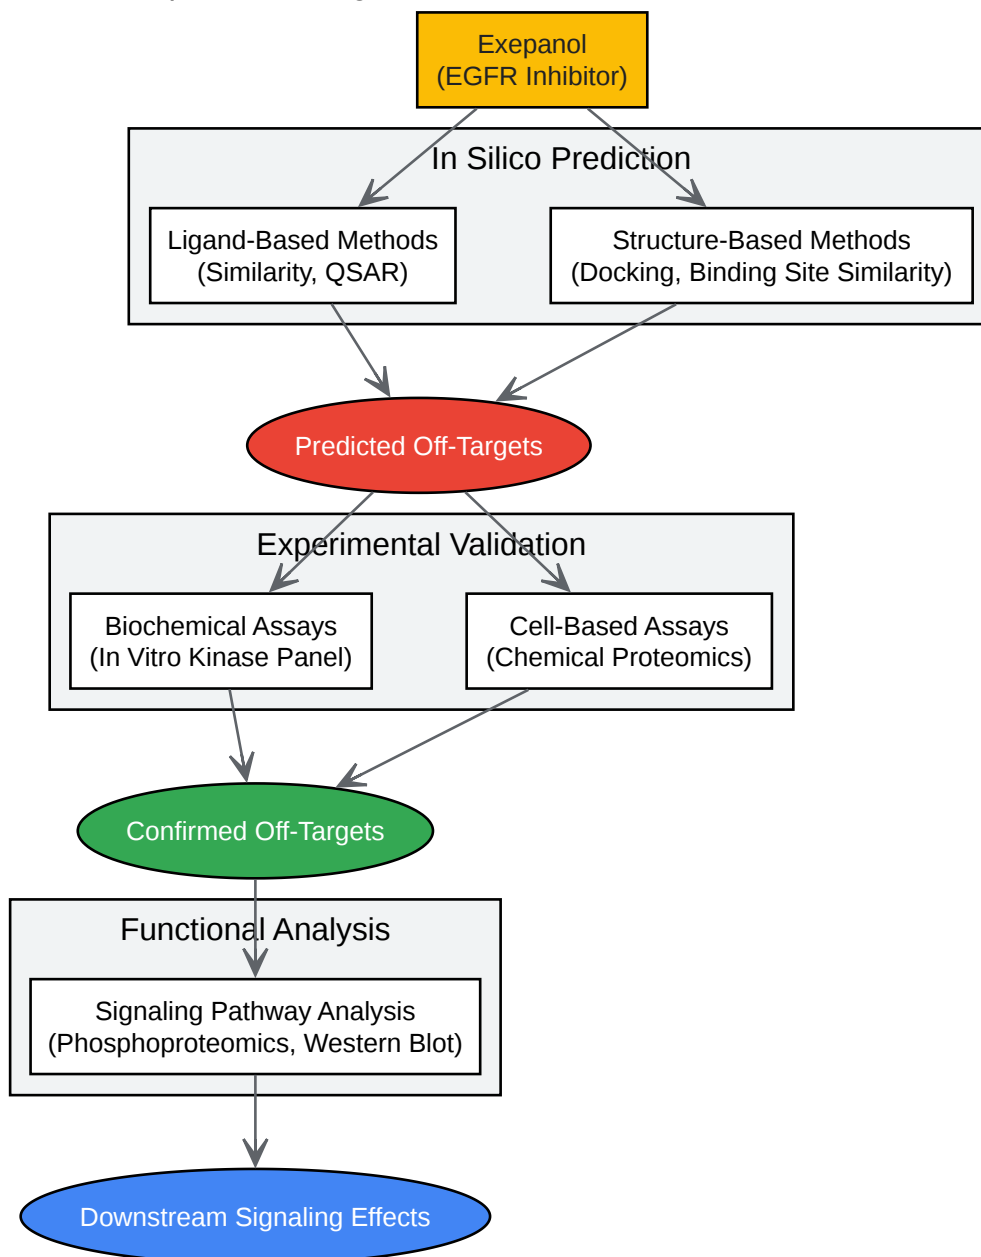 Exepanol
(EGFR Inhibitor)
In Silico Prediction
Ligand-Based Methods
(Similarity, QSAR)
Structure-Based Methods
(Docking, Binding Site Similarity)
Predicted Off-Targets
Experimental Validation
Biochemical Assays
(In Vitro Kinase Panel)
Cell-Based Assays
(Chemical Proteomics)
Confirmed Off-Targets
Functional Analysis
Signaling Pathway Analysis
(Phosphoproteomics, Western Blot)
Downstream Signaling Effects